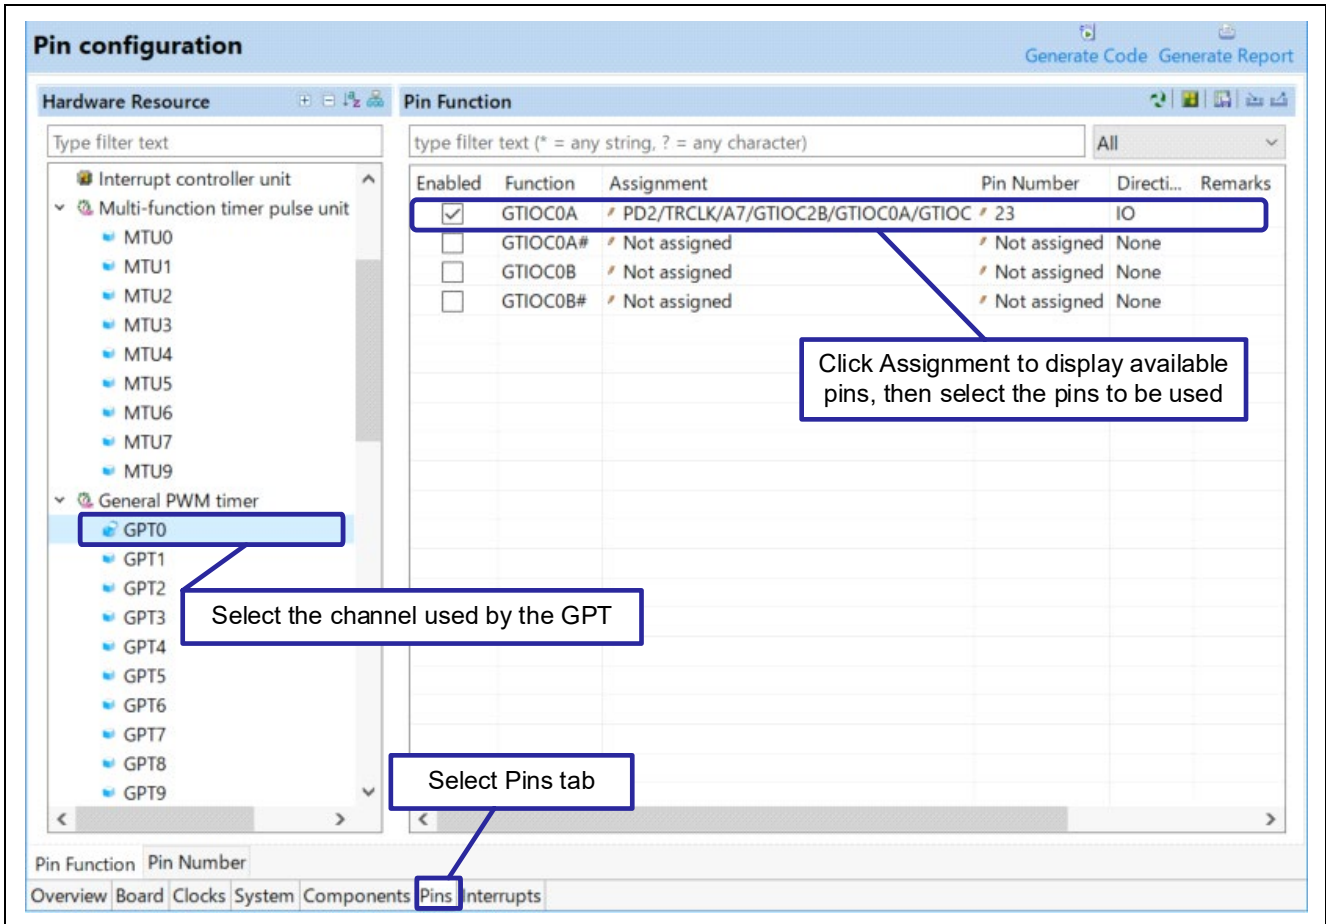 Pin configuration
Generate Code Generate Report
Hardware Resource
Pin Function
Type filter text
type filter text (* = any string, ? = any character)
All
Interrupt controller unit
Multi-function timer pulse unit
MTU0
MTU1
MTU2
MTU3
MTU4
MTU5
MTU6
MTU7
MTU9
General PWM timer
GPT0
GPT1
GPT2
GPT3
GPT4
GPT5
GPT6
GPT7
GPT8
GPT9
Enabled Function Assignment Pin Number Directi... Remarks
GTIOC0A PD2/TRCLK/A7/GTIOC2B/GTIOC0A/GTIOC 23 IO
GTIOC0A# Not assigned Not assigned None
GTIOC0B Not assigned Not assigned None
GTIOC0B# Not assigned Not assigned None
Click Assignment to display available
pins, then select the pins to be used
Select the channel used by the GPT
Select Pins tab
Pin Function Pin Number
Overview Board Clocks System Components Pins Interrupts